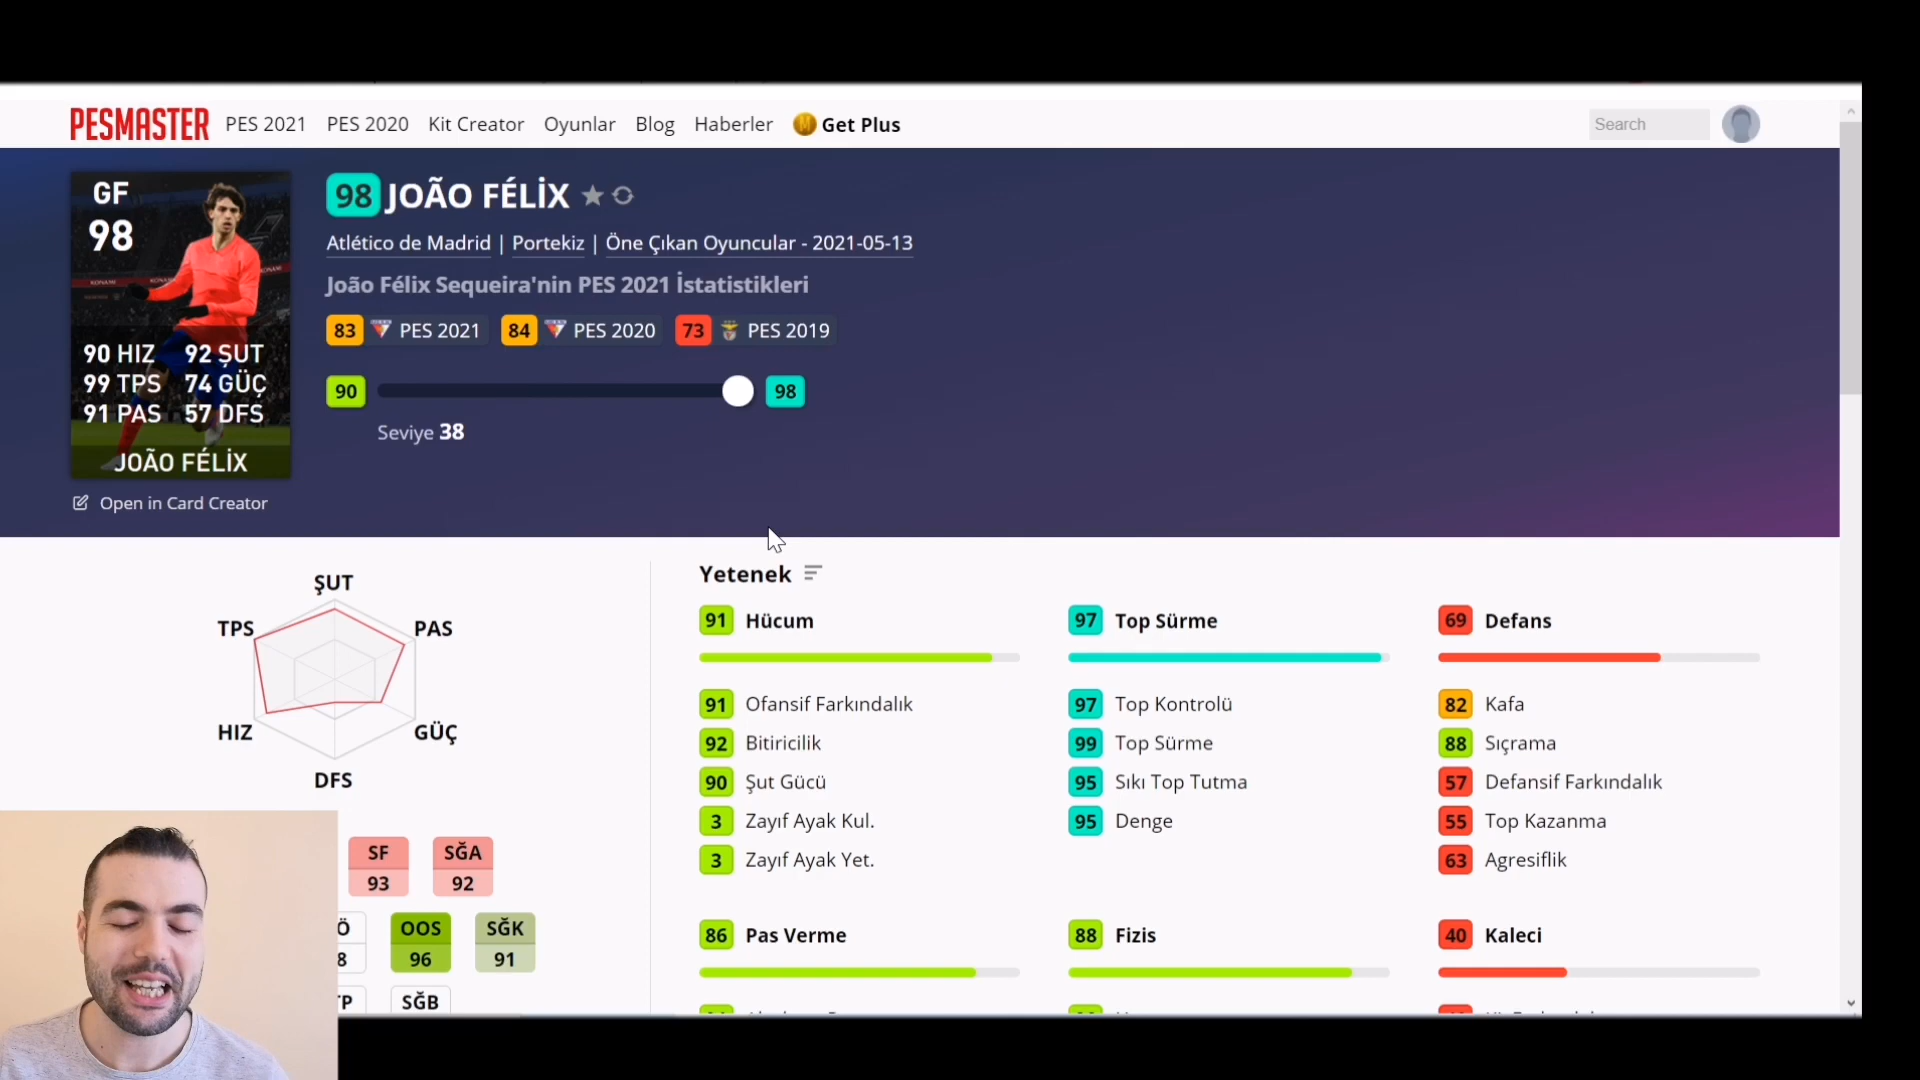 PESMASTER PES 2021 PES 2020 Kit Creator Oyunlar Blog Haberler Get Plus Search
GF
98
90 HIZ 92 ŞUT
99 TPS 74 GÜÇ
91 PAS 57 DFS
JOÃO FÉLİX
Open in Card Creator
98 JOÃO FÉLİX
Atlético de Madrid | Portekiz | Öne Çıkan Oyuncular - 2021-05-13
João Félix Sequeira'nin PES 2021 İstatistikleri
83 PES 2021 84 PES 2020 73 PES 2019
90 98
Seviye 38
ŞUT
TPS PAS
HIZ GÜÇ
DFS
SF SĞA
93 92
OOS SĞK
96 91
SĞB
Yetenek
91 Hücum
91 Ofansif Farkındalık
92 Bitiricilik
90 Şut Gücü
3 Zayıf Ayak Kul.
3 Zayıf Ayak Yet.
97 Top Sürme
97 Top Kontrolü
99 Top Sürme
95 Sıkı Top Tutma
95 Denge
69 Defans
82 Kafa
88 Sıçrama
57 Defansif Farkındalık
55 Top Kazanma
63 Agresiflik
86 Pas Verme
88 Fizis
40 Kaleci